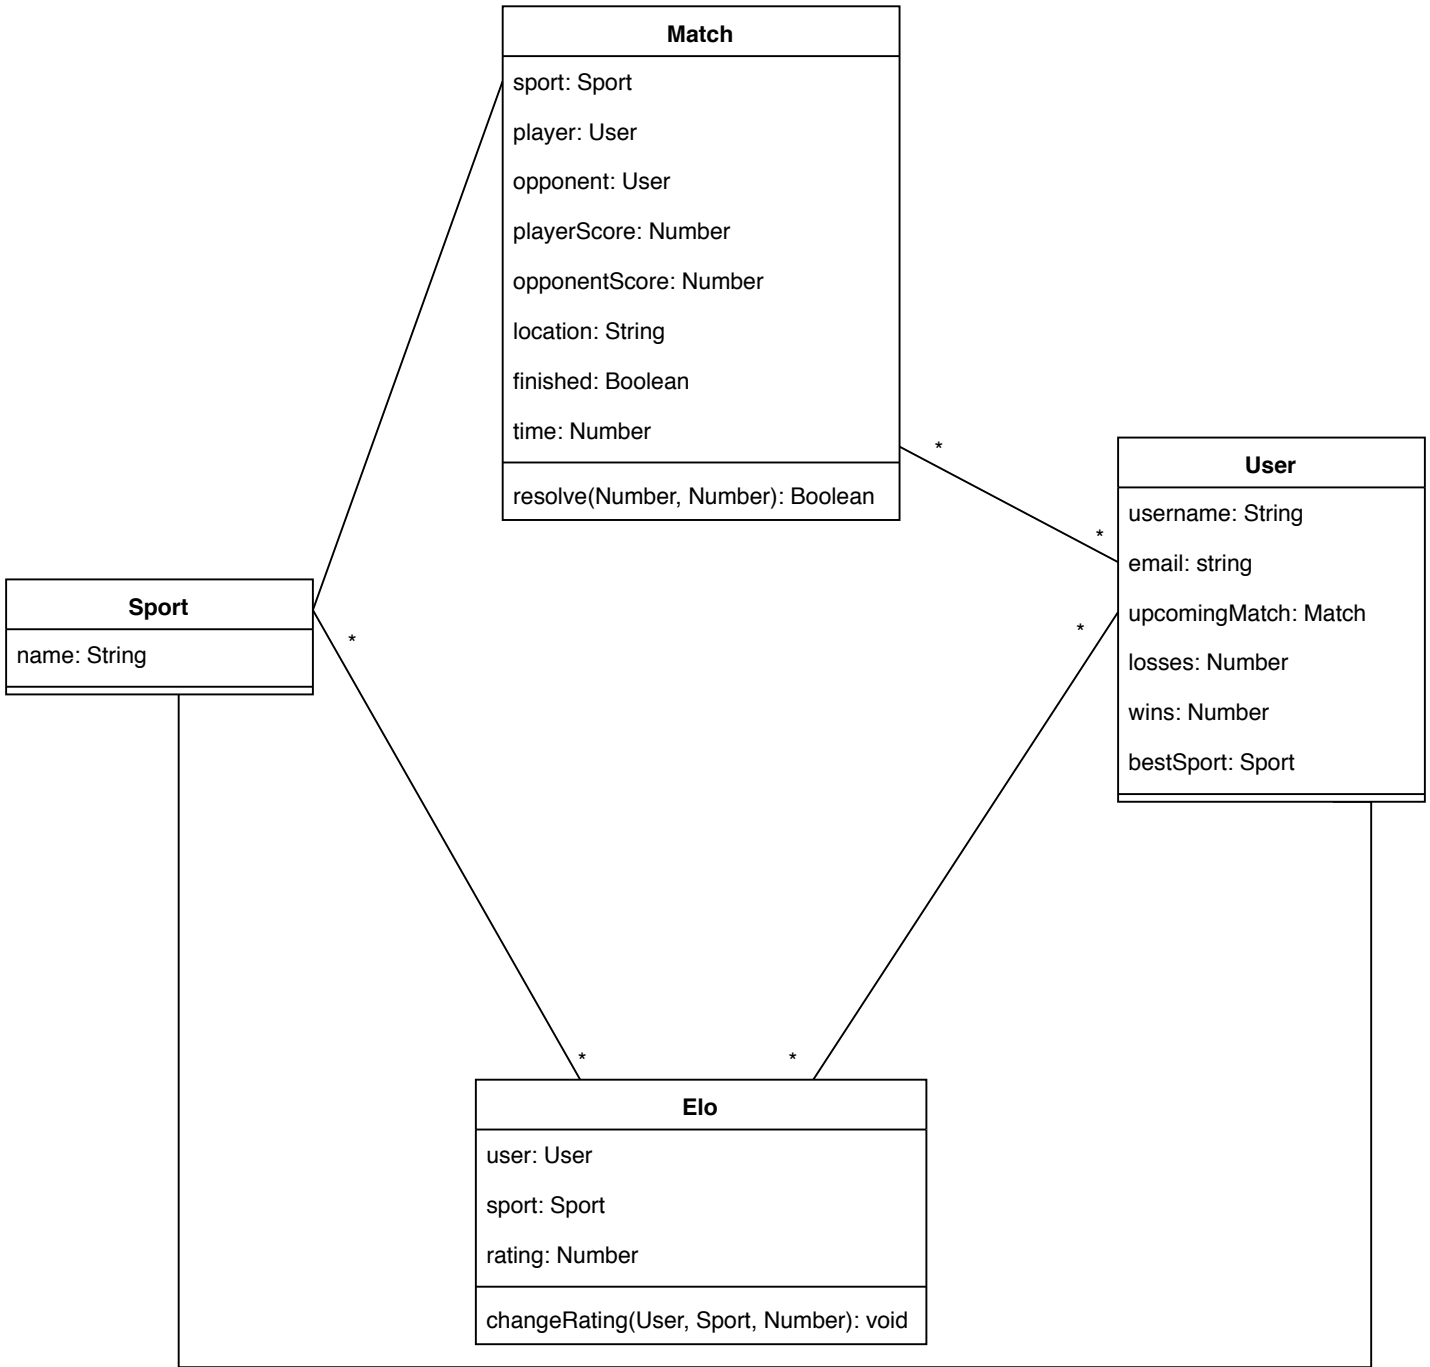 Match
sport: Sport
player: User
opponent: User
playerScore: Number
opponentScore: Number
location: String
finished: Boolean
time: Number
resolve(Number, Number): Boolean
*
*
User
username: String
email: string
upcomingMatch: Match
losses: Number
wins: Number
bestSport: Sport
Sport
name: String
*
*
*
*
Elo
user: User
sport: Sport
rating: Number
changeRating(User, Sport, Number): void